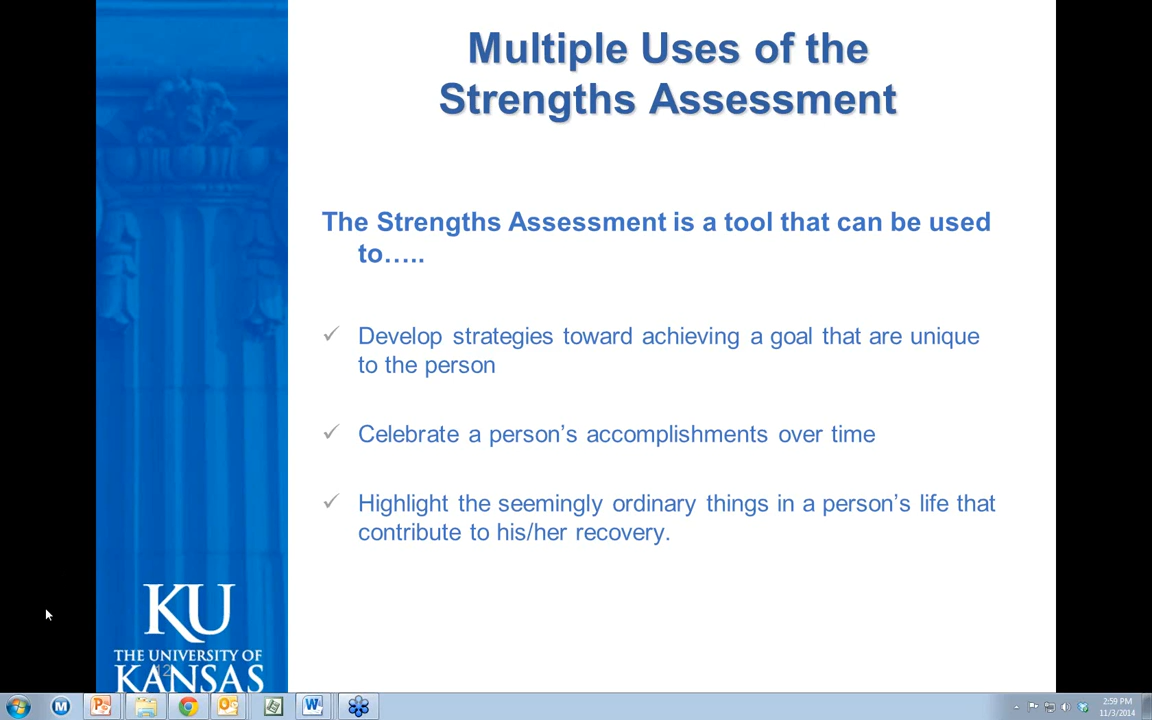 Multiple Uses of the
Strengths Assessment
The Strengths Assessment is a tool that can be used
to…..
✓ Develop strategies toward achieving a goal that are unique
to the person
✓ Celebrate a person’s accomplishments over time
✓ Highlight the seemingly ordinary things in a person’s life that
contribute to his/her recovery.
KU
THE UNIVERSITY OF
12
KANSAS
2:59 PM
11/3/2014